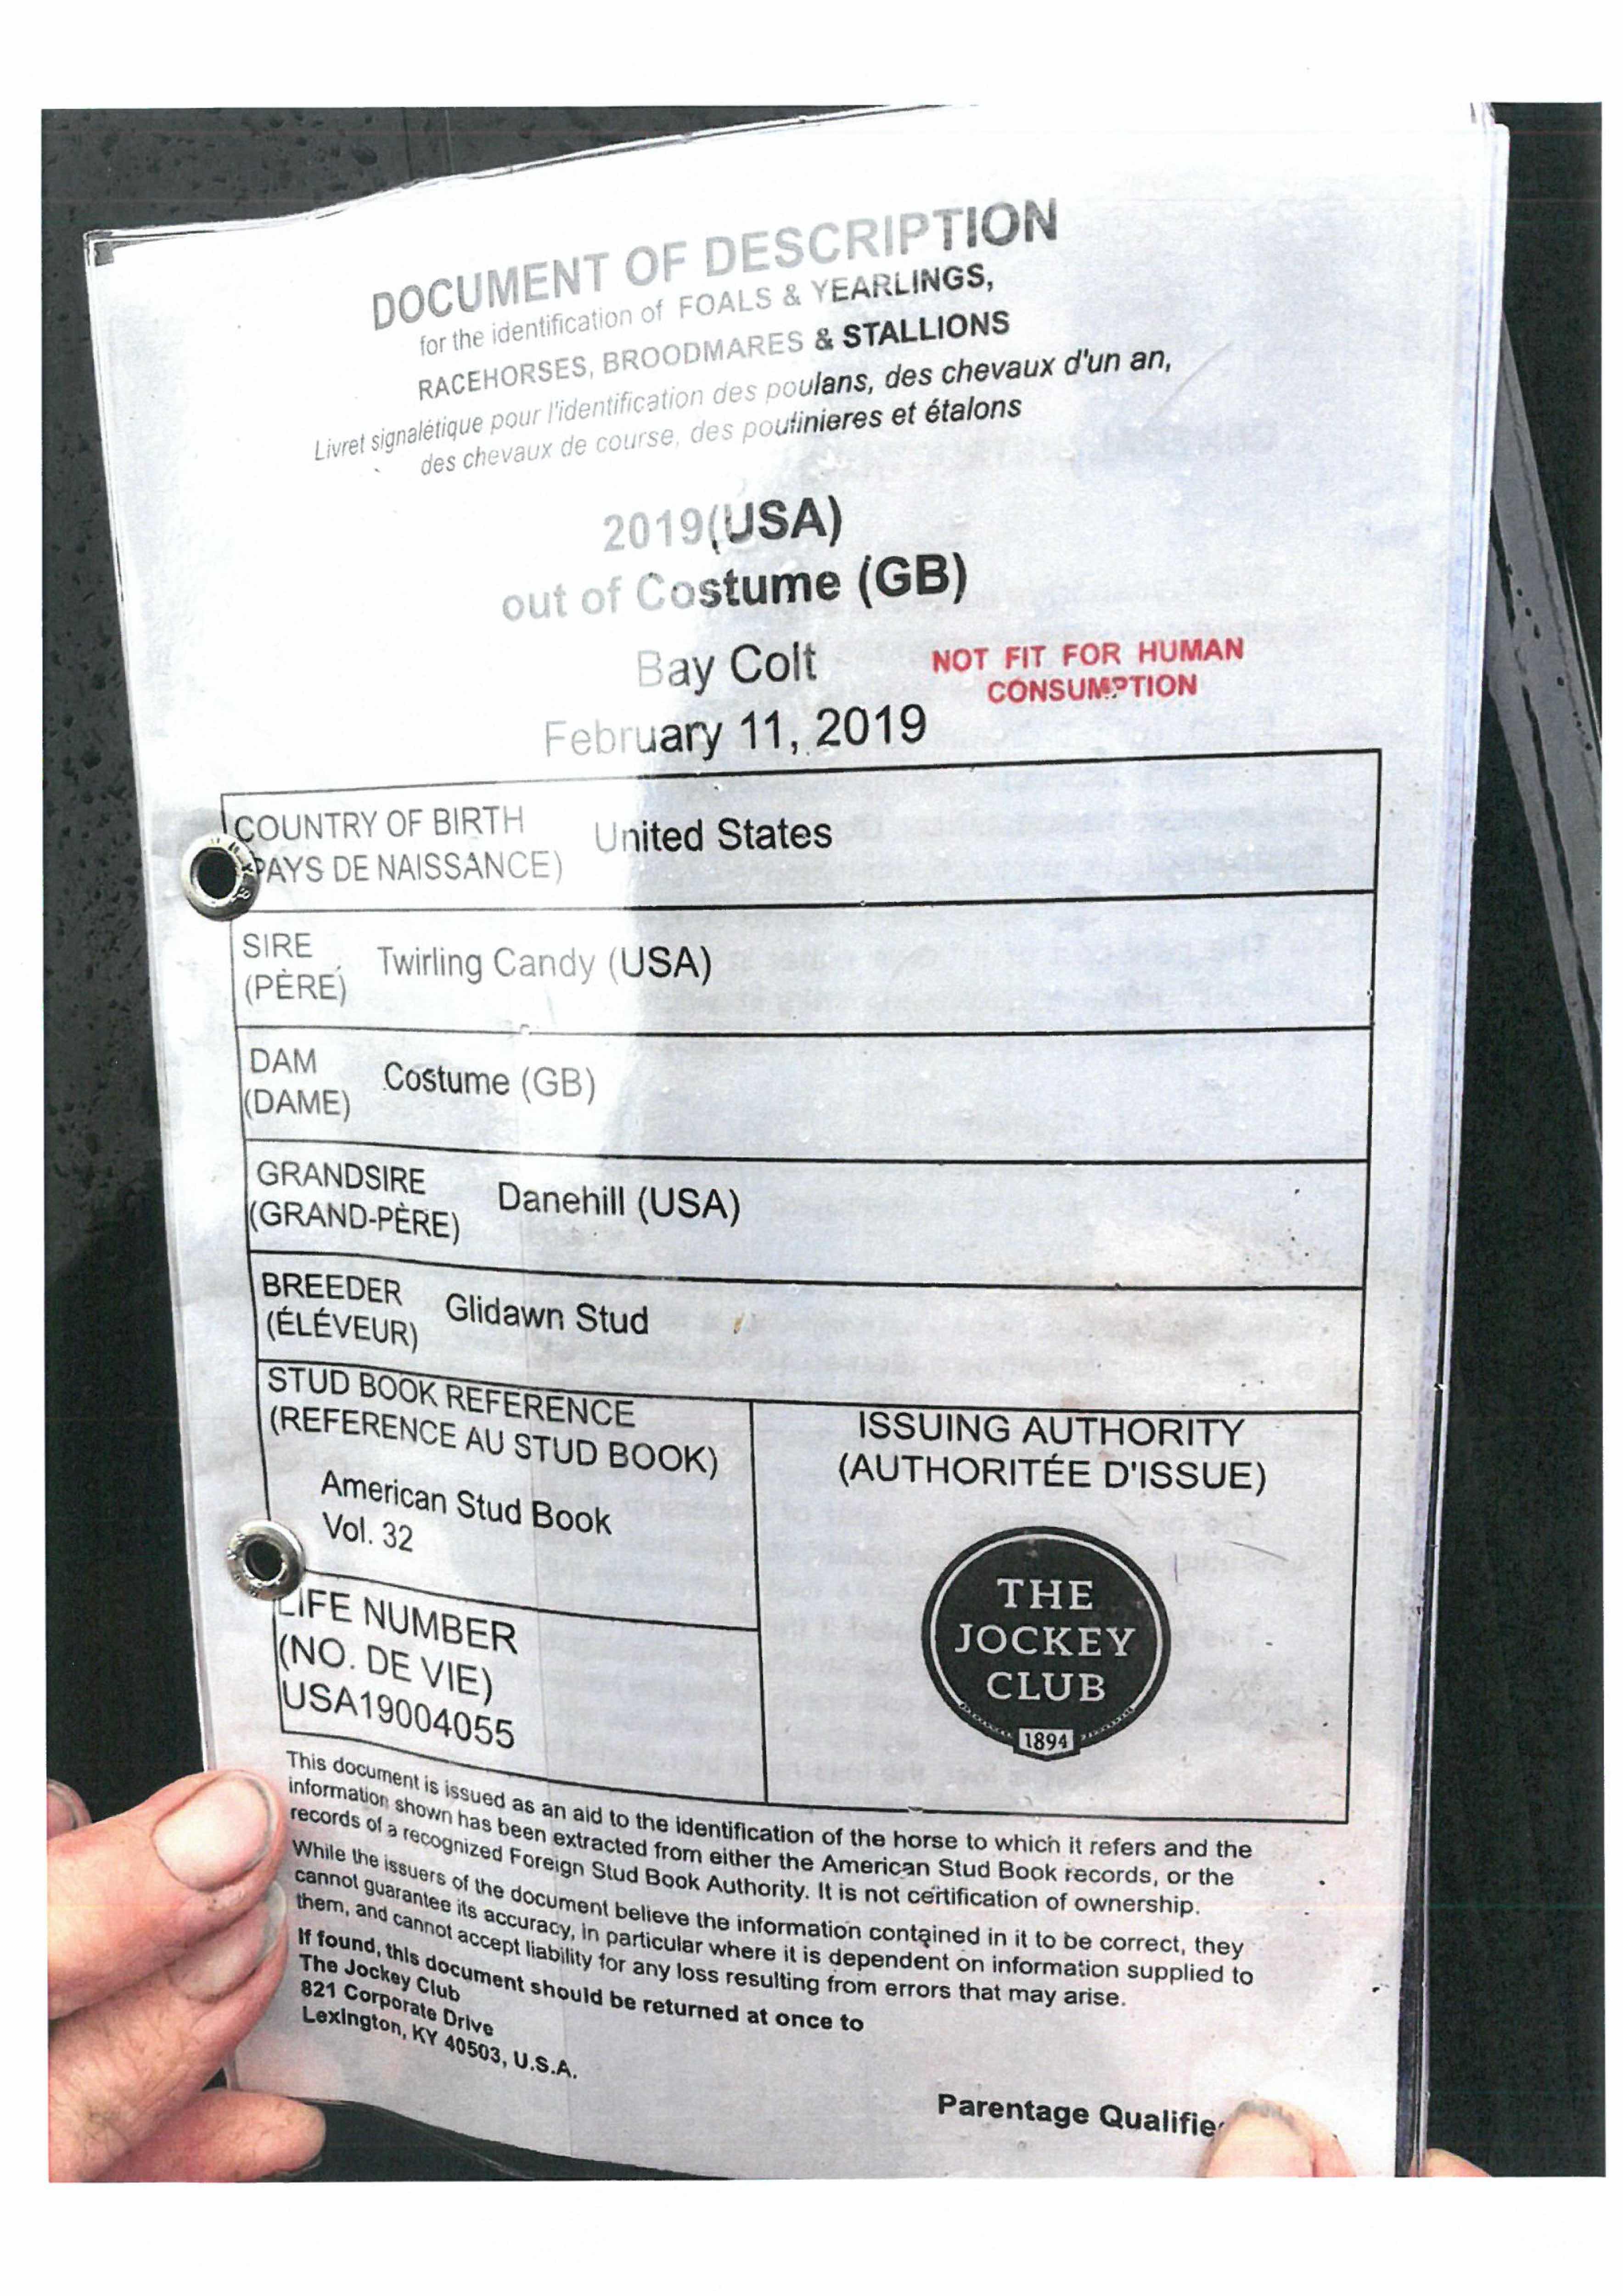 DOCUMENT OF DESCRIPTION
for the identification of FOALS & YEARLINGS,
RACEHORSES, BROODMARES & STALLIONS
Livret signalétique pour l'identification des poulans, des chevaux d'un an,
des chevaux de course, des poulinieres et étalons
2019(USA)
out of Costume (GB)
Bay Colt
NOT FIT FOR HUMAN
CONSUMPTION
February 11, 2019
COUNTRY OF BIRTH
PAYS DE NAISSANCE)
United States
SIRE
(PÈRE)
Twirling Candy (USA)
DAM
(DAME)
Costume (GB)
GRANDSIRE
(GRAND-PÈRE)
Danehill (USA)
BREEDER
(ÉLÉVEUR)
Glidawn Stud
STUD BOOK REFERENCE
(REFERENCE AU STUD BOOK)
American Stud Book
Vol. 32
ISSUING AUTHORITY
(AUTHORITÉE D'ISSUE)
THE
JOCKEY
CLUB
1894
LIFE NUMBER
(NO. DE VIE)
USA19004055
This document is issued as an aid to the identification of the horse to which it refers and the
information shown has been extracted from either the American Stud Book records, or the
records of a recognized Foreign Stud Book Authority. It is not certification of ownership.
While the issuers of the document believe the information contained in it to be correct, they
cannot guarantee its accuracy, in particular where it is dependent on information supplied to
them, and cannot accept liability for any loss resulting from errors that may arise.
If found, this document should be returned at once to
The Jockey Club
821 Corporate Drive
Lexington, KY 40503, U.S.A.
Parentage Qualifie